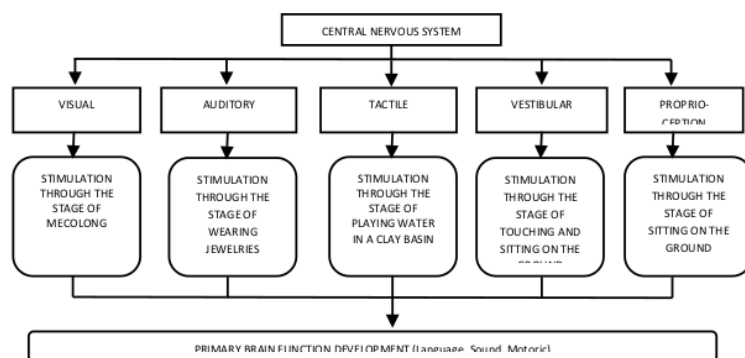 CENTRAL NERVOUS SYSTEM
VISUAL
AUDITORY
TACTILE
VESTIBULAR
PROPRIO-
CEPTION
STIMULATION
THROUGH THE
STAGE OF
MECOLONG
STIMULATION
THROUGH THE
STAGE OF
WEARING
JEWELRIES
STIMULATION
THROUGH THE
STAGE OF
PLAYING WATER
IN A CLAY BASIN
STIMULATION
THROUGH THE
STAGE OF
TOUCHING AND
SITTING ON THE
GROUND
STIMULATION
THROUGH THE
STAGE OF
SITTING ON THE
GROUND
PRIMARY BRAIN FUNCTION DEVELOPMENT (Language, Sound, Motoric)